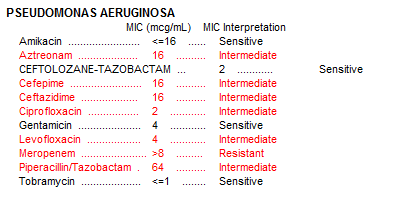 PSEUDOMONAS AERUGINOSA
MIC (mcg/mL) MIC Interpretation
Amikacin ........................ <=16 ...... Sensitive
Aztreonam ...................... 16 ......... Intermediate
CEFTOLOZANE-TAZOBACTAM ... 2 ............ Sensitive
Cefepime ........................ 16 ......... Intermediate
Ceftazidime ..................... 16 ......... Intermediate
Ciprofloxacin ................... 2 ......... Intermediate
Gentamicin ..................... 4 ......... Sensitive
Levofloxacin .................... 4 ......... Intermediate
Meropenem ..................... >8 ........ Resistant
Piperacillin/Tazobactam . 64 ......... Intermediate
Tobramycin .................... <=1 ........ Sensitive